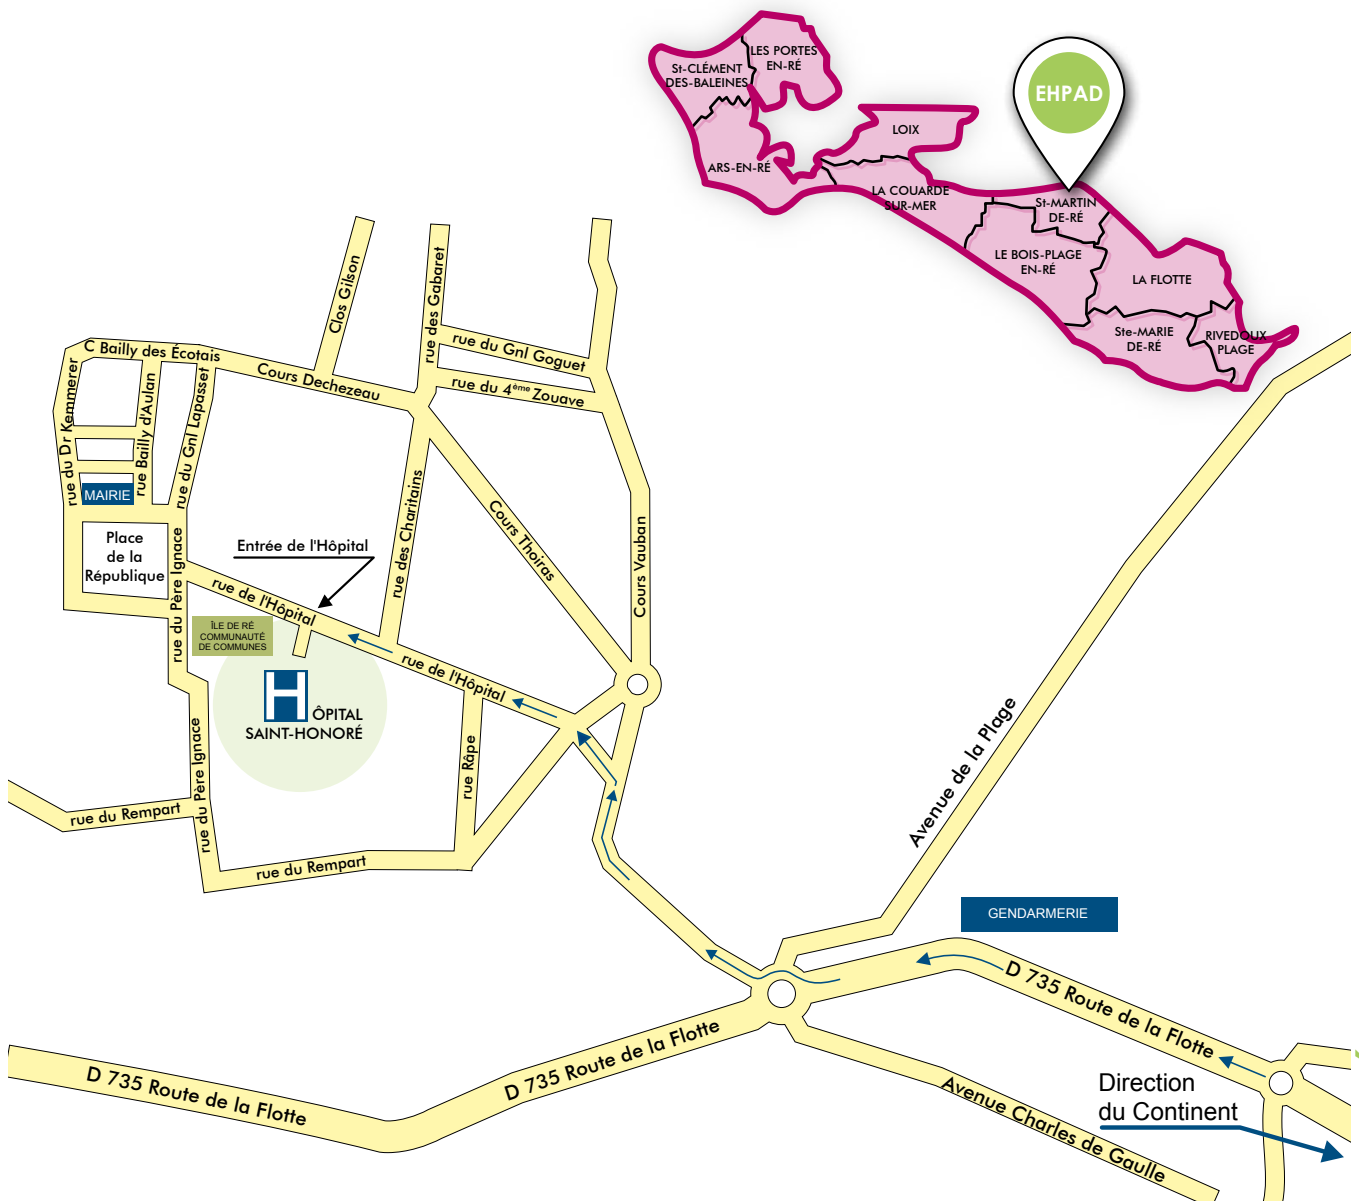 LES PORTES
EN-RÉ
St-CLÉMENT
DES-BALEINES
EHPAD
LOIX
ARS-EN-RÉ
LA COUARDE
SUR-MER
St-MARTIN
DE-RÉ
LE BOIS-PLAGE
EN-RÉ
LA FLOTTE
Ste-MARIE
DE-RÉ
RIVEDOUX
PLAGE
Clos Gilson
rue des Gabaret
rue du Gnl Goguet
rue du 4ème Zouave
C Bailly des Écotais
Cours Dechezeau
rue du Dr Kemmerer
rue Bailly d'Aulan
rue du Gnl Lapasset
MAIRIE
Place
de la
République
rue du Père Ignace
Entrée de l'Hôpital
rue des Charitains
Cours Thoiras
Cours Vauban
rue de l'Hôpital
ÎLE DE RÉ
COMMUNAUTÉ
DE COMMUNES
rue de l'Hôpital
H
ÔPITAL
SAINT-HONORÉ
rue du Père Ignace
rue Râpe
rue du Rempart
rue du Rempart
Avenue de la Plage
GENDARMERIE
D 735 Route de la Flotte
D 735 Route de la Flotte
D 735 Route de la Flotte
Avenue Charles de Gaulle
Direction
du Continent